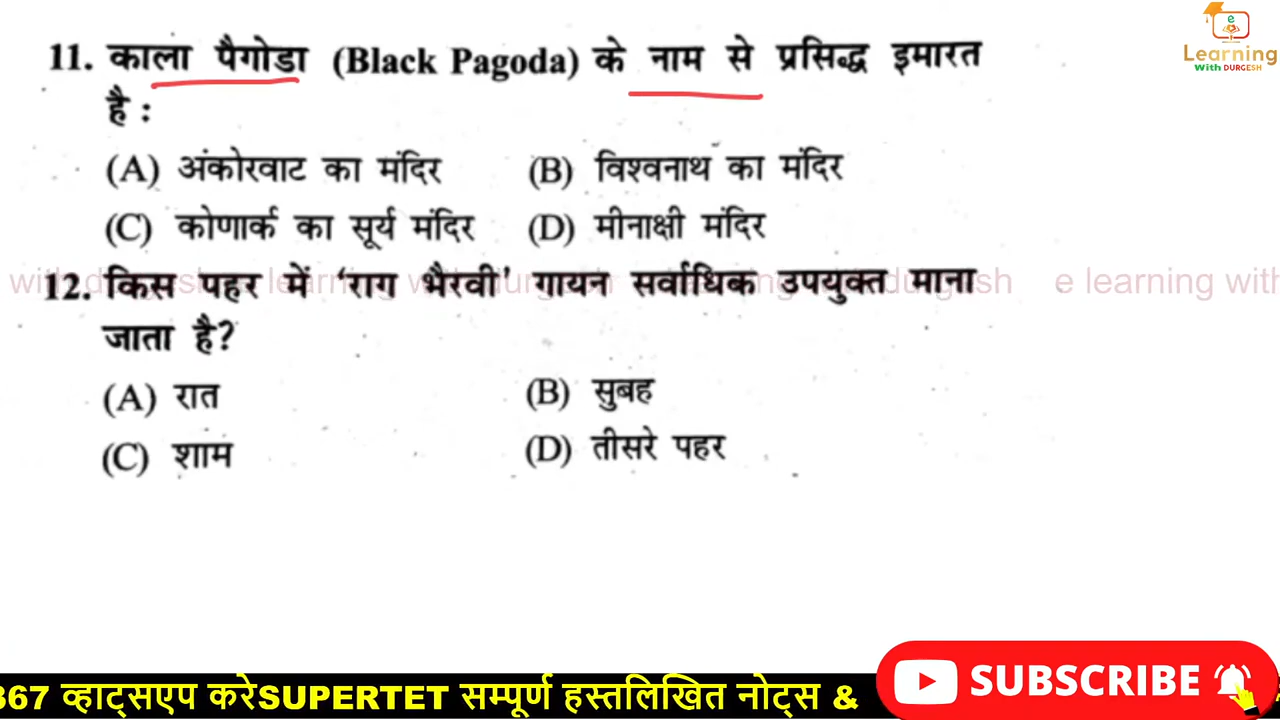 e
Learning
With DURGESH
11. काला पैगोडा (Black Pagoda) के नाम से प्रसिद्ध इमारत
है :
(A) अंकोरवाट का मंदिर (B) विश्वनाथ का मंदिर
(C) कोणार्क का सूर्य मंदिर (D) मीनाक्षी मंदिर
12. किस पहर में ‘राग भैरवी’ गायन सर्वाधिक उपयुक्त माना
जाता है?
(A) रात (B) सुबह
(C) शाम (D) तीसरे पहर
e learning with
367 व्हाट्सएप करेSUPERTET सम्पूर्ण हस्तलिखित नोट्स &
SUBSCRIBE